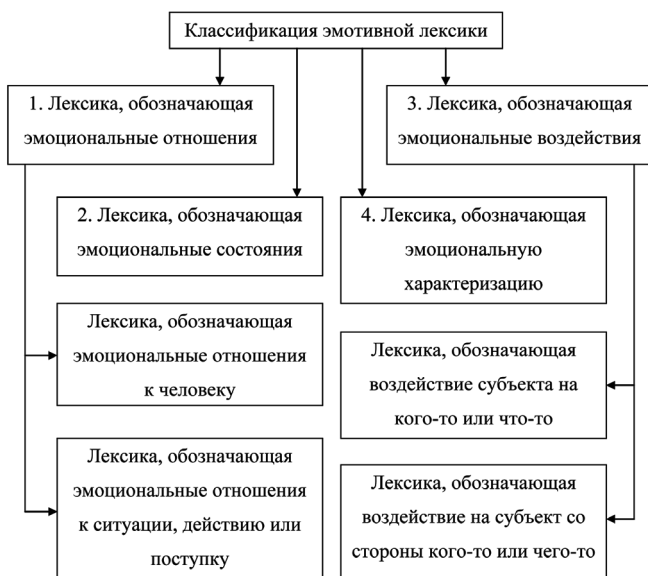 Классификация эмотивной лексики
1. Лексика, обозначающая
эмоциональные отношения
3. Лексика, обозначающая
эмоциональные воздействия
2. Лексика, обозначающая
эмоциональные состояния
4. Лексика, обозначающая
эмоциональную
характеризацию
Лексика, обозначающая
эмоциональные отношения
к человеку
Лексика, обозначающая
воздействие субъекта на
кого-то или что-то
Лексика, обозначающая
эмоциональные отношения
к ситуации, действию или
поступку
Лексика, обозначающая
воздействие на субъект со
стороны кого-то или чего-то